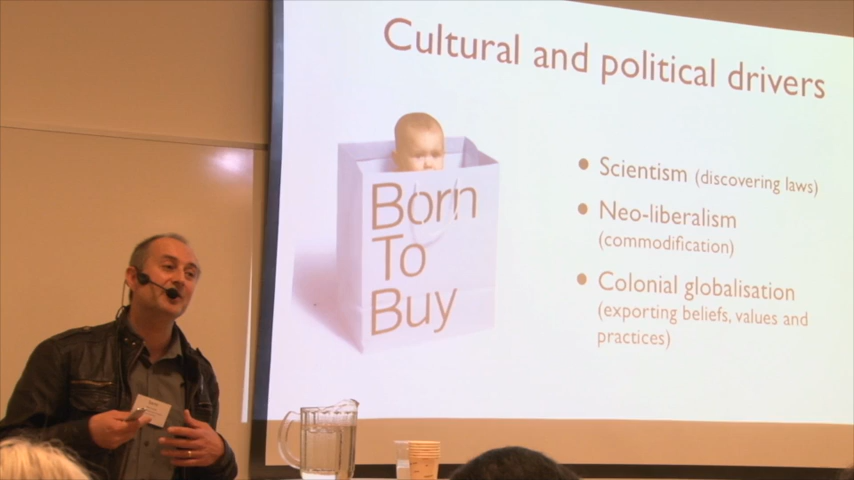 Cultural and political drivers
Born
To
Buy
• Scientism (discovering laws)
• Neo-liberalism
(commodification)
• Colonial globalisation
(exporting beliefs, values and
practices)